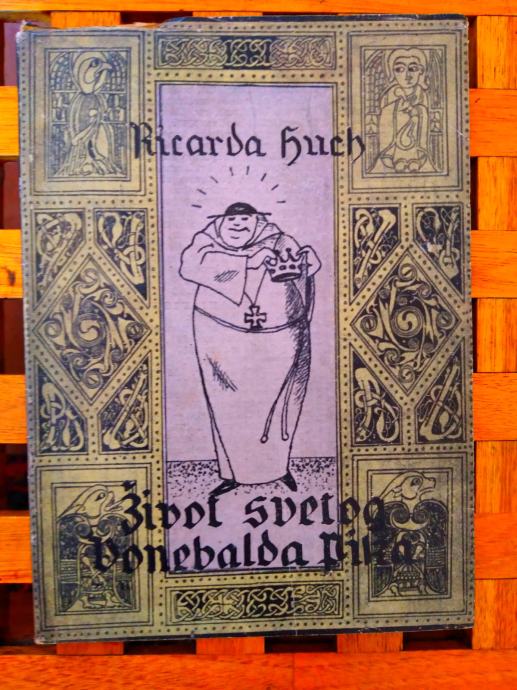 Ricarda Huch
Život svetog
Vonebalda Pika